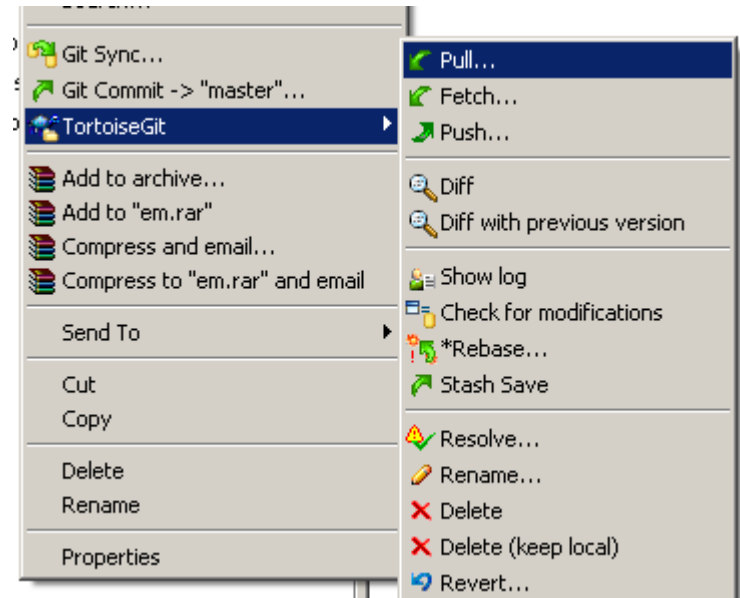 Git Sync...
Git Commit -> "master"...
TortoiseGit
Add to archive...
Add to "em.rar"
Compress and email...
Compress to "em.rar" and email
Send To
Cut
Copy
Delete
Rename
Properties
Pull...
Fetch...
Push...
Diff
Diff with previous version
Show log
Check for modifications
*Rebase...
Stash Save
Resolve...
Rename...
Delete
Delete (keep local)
Revert...